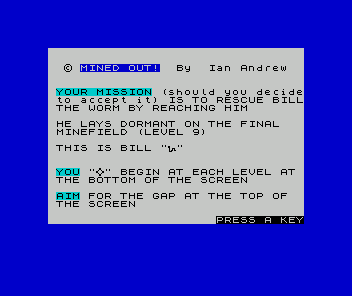 © MINED OUT! By Ian Andrew
YOUR MISSION (should you decide
to accept it) IS TO RESCUE BILL
THE WORM BY REACHING HIM
HE LAYS DORMANT ON THE FINAL
MINEFIELD (LEVEL 9)
THIS IS BILL " "
YOU " " BEGIN AT EACH LEVEL AT
THE BOTTOM OF THE SCREEN
AIM FOR THE GAP AT THE TOP OF
THE SCREEN
PRESS A KEY